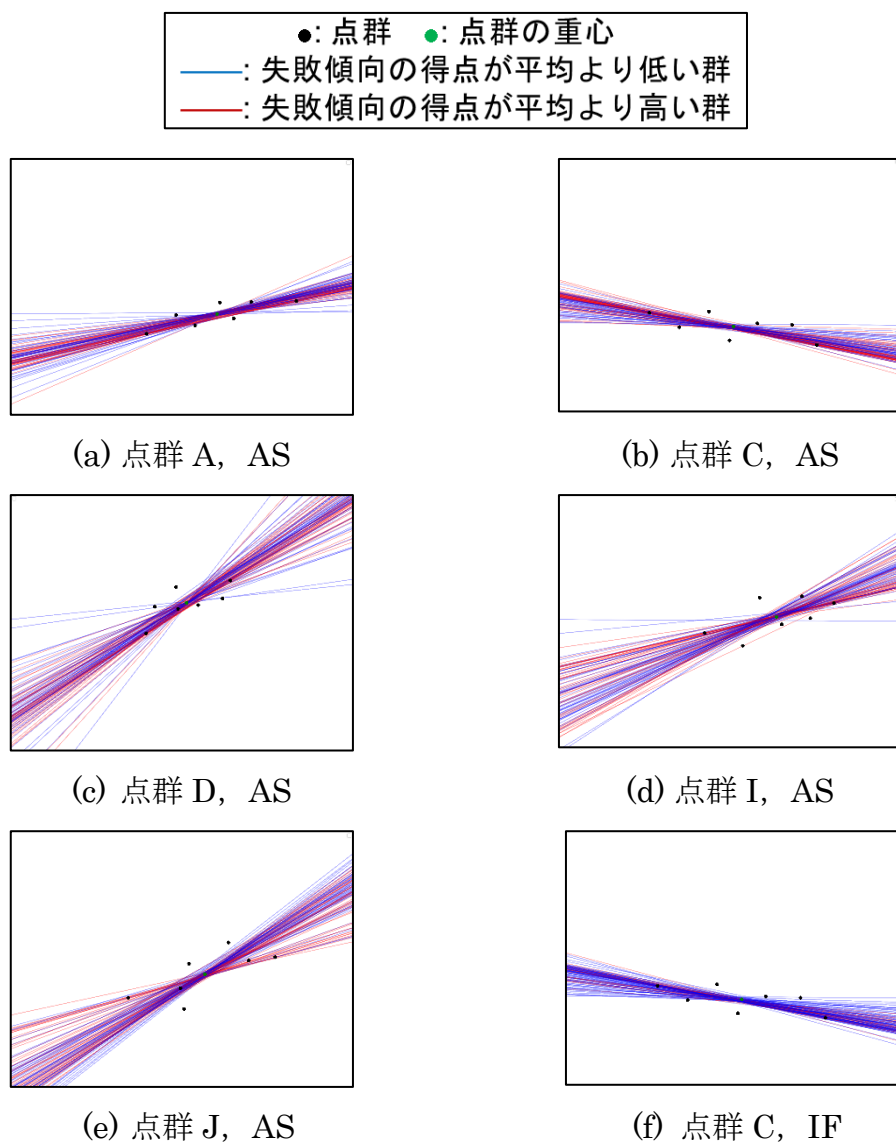 ●: 点群 ●: 点群の重心
——: 失敗傾向の得点が平均より低い群
——: 失敗傾向の得点が平均より高い群
(a) 点群 A, AS
(b) 点群 C, AS
(c) 点群 D, AS
(d) 点群 I, AS
(e) 点群 J, AS
(f) 点群 C, IF